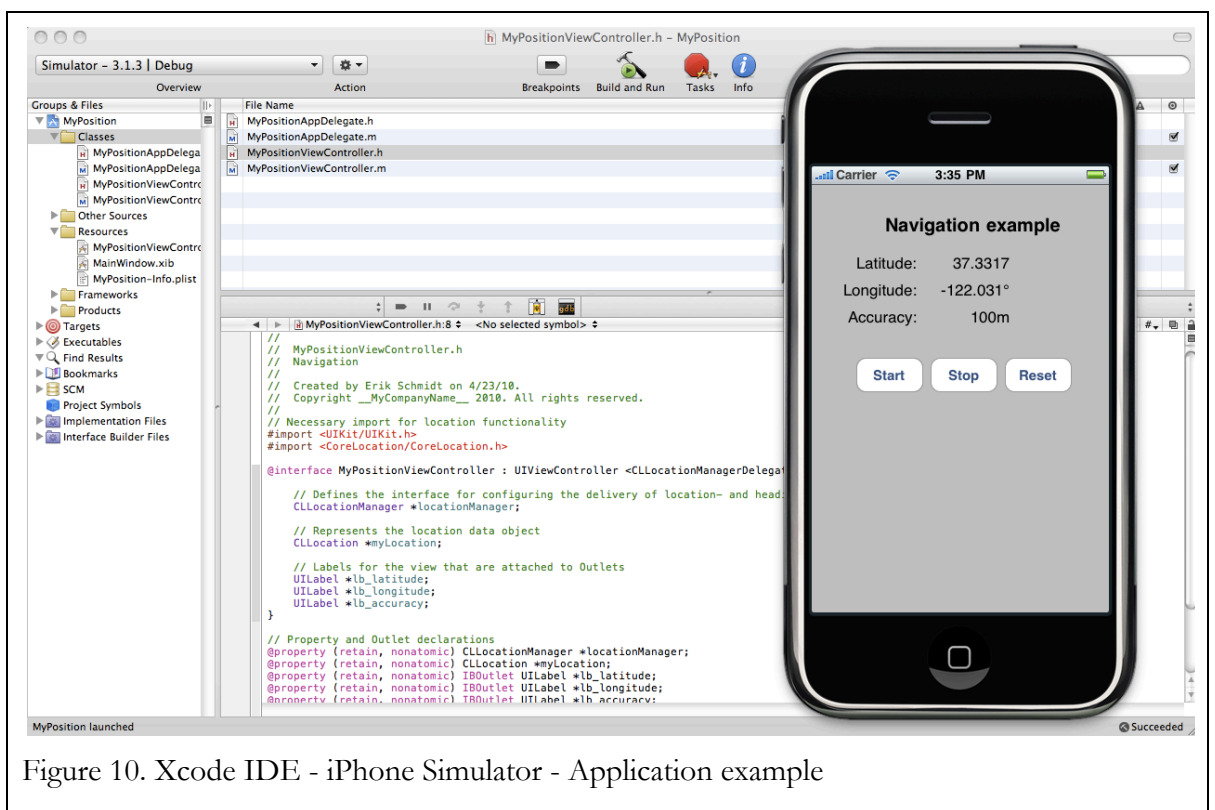 MyPositionViewController.h – MyPosition
Simulator – 3.1.3 | Debug
Overview
Action
Breakpoints
Build and Run
Tasks
Info
Groups & Files
MyPosition
Classes
MyPositionAppDelega
MyPositionAppDelega
MyPositionViewContro
MyPositionViewContro
Other Sources
Resources
MyPositionViewContro
MainWindow.xib
MyPosition-Info.plist
Frameworks
Products
Targets
Executables
Find Results
Bookmarks
SCM
Project Symbols
Implementation Files
Interface Builder Files
File Name
MyPositionAppDelegate.h
MyPositionAppDelegate.m
MyPositionViewController.h
MyPositionViewController.m
gdb
MyPositionViewController.h:8 <No selected symbol>
#
//
// MyPositionViewController.h
// Navigation
//
// Created by Erik Schmidt on 4/23/10.
// Copyright __MyCompanyName__ 2010. All rights reserved.
//
// Necessary import for location functionality
#import <UIKit/UIKit.h>
#import <CoreLocation/CoreLocation.h>
@interface MyPositionViewController : UIViewController <CLLocationManagerDelegat
// Defines the interface for configuring the delivery of location- and head
CLLocationManager *locationManager;
// Represents the location data object
CLLocation *myLocation;
// Labels for the view that are attached to Outlets
UILabel *lb_latitude;
UILabel *lb_longitude;
UILabel *lb_accuracy;
}
// Property and Outlet declarations
@property (retain, nonatomic) CLLocationManager *locationManager;
@property (retain, nonatomic) CLLocation *myLocation;
@property (retain, nonatomic) IBOutlet UILabel *lb_latitude;
@property (retain, nonatomic) IBOutlet UILabel *lb_longitude;
@property (retain, nonatomic) IBOutlet UILabel *lb_accuracy;
Carrier 3:35 PM
Navigation example
Latitude: 37.3317
Longitude: -122.031°
Accuracy: 100m
Start
Stop
Reset
MyPosition launched
Succeeded
Figure 10. Xcode IDE - iPhone Simulator - Application example